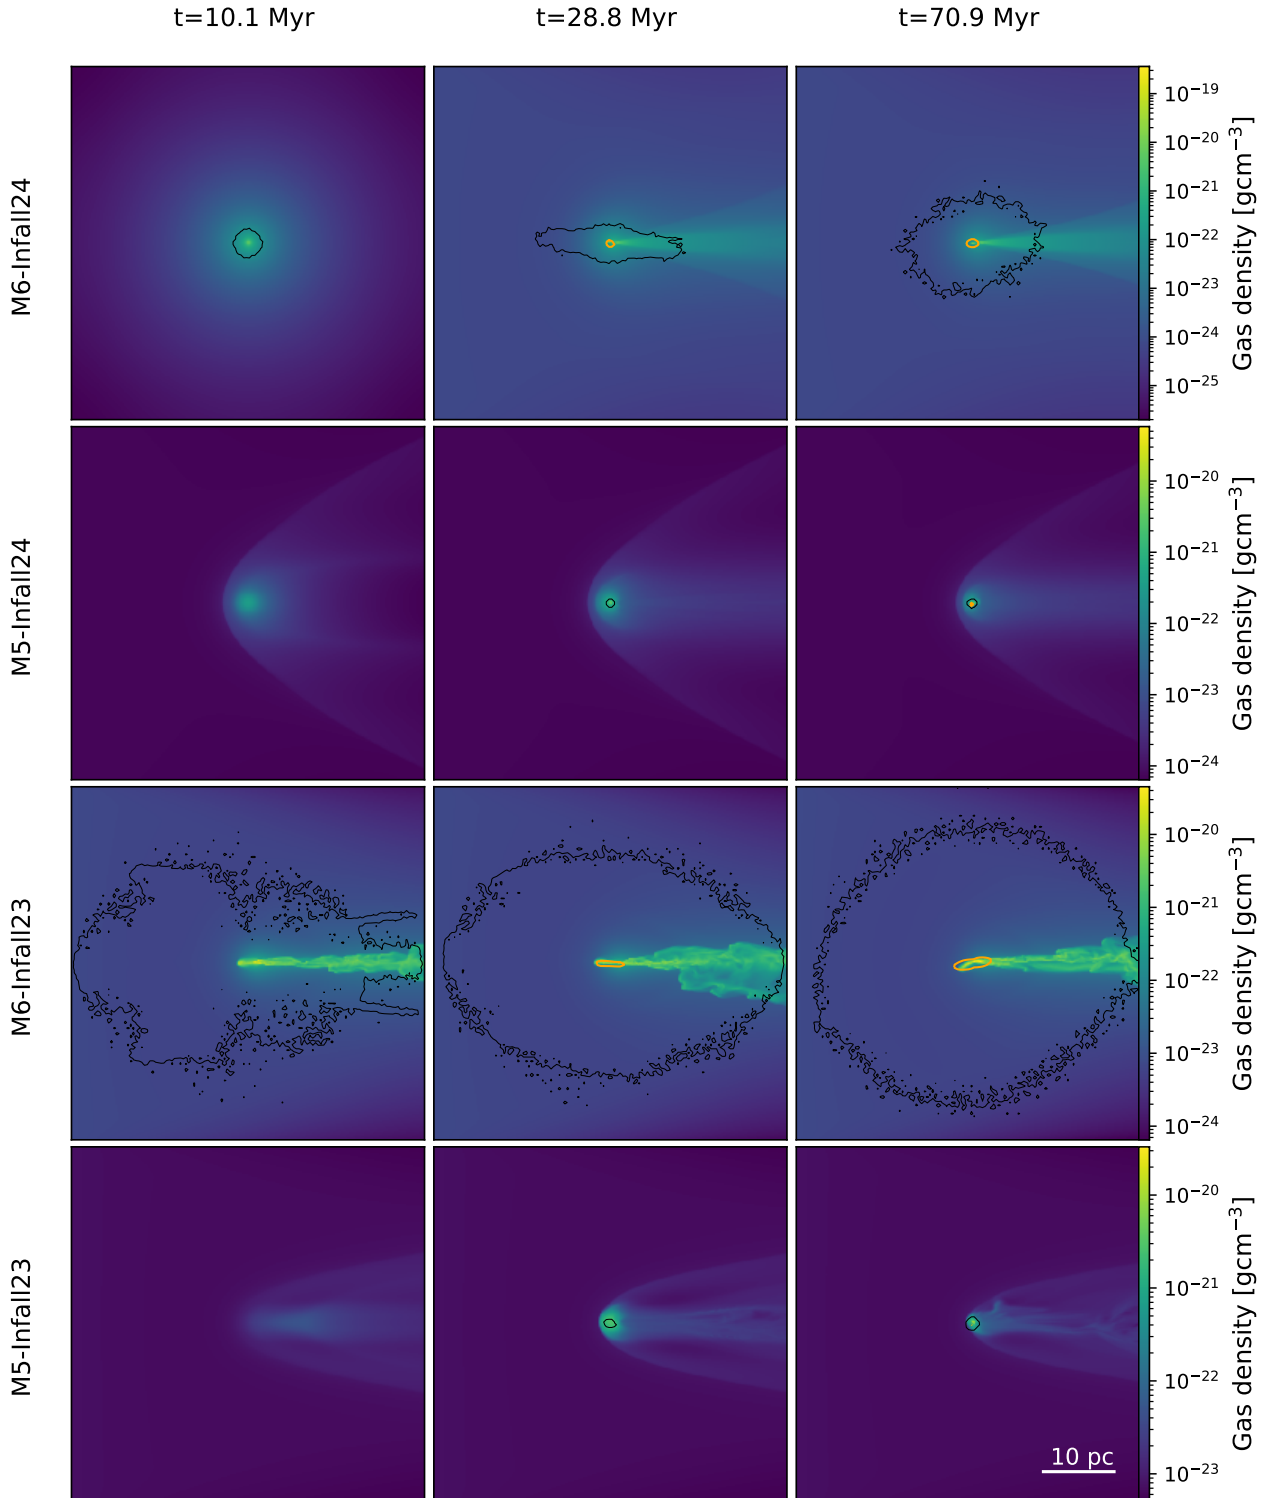 t=10.1 Myr t=28.8 Myr t=70.9 Myr
M6-Infall24
10⁻¹⁹
10⁻²⁰
10⁻²¹
10⁻²²
10⁻²³
10⁻²⁴
10⁻²⁵
Gas density [gcm⁻³]
M5-Infall24
10⁻²⁰
10⁻²¹
10⁻²²
10⁻²³
10⁻²⁴
Gas density [gcm⁻³]
M6-Infall23
10⁻²⁰
10⁻²¹
10⁻²²
10⁻²³
10⁻²⁴
Gas density [gcm⁻³]
M5-Infall23
10⁻²⁰
10⁻²¹
10⁻²²
10⁻²³
Gas density [gcm⁻³]
10 pc